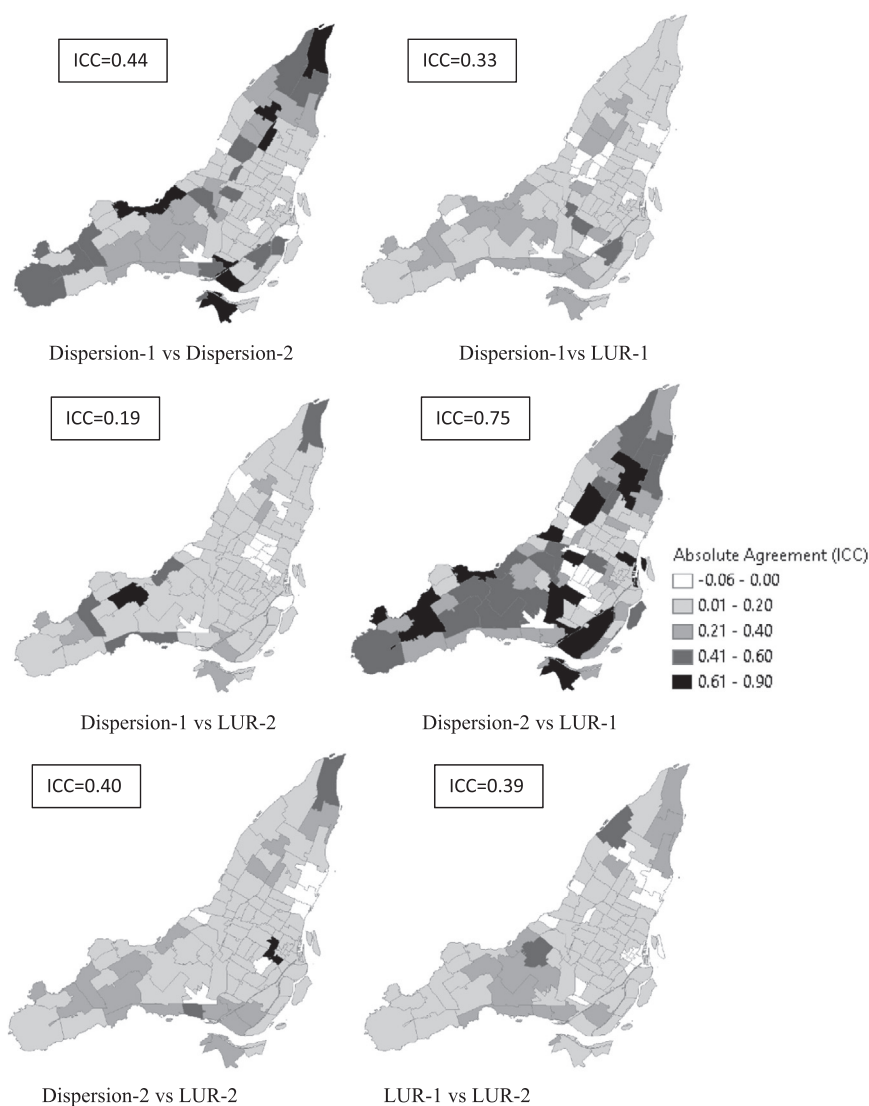 ICC=0.44
ICC=0.33
Dispersion-1 vs Dispersion-2
Dispersion-1vs LUR-1
ICC=0.19
ICC=0.75
Absolute Agreement (ICC)
-0.06 - 0.00
0.01 - 0.20
0.21 - 0.40
0.41 - 0.60
0.61 - 0.90
Dispersion-1 vs LUR-2
Dispersion-2 vs LUR-1
ICC=0.40
ICC=0.39
Dispersion-2 vs LUR-2
LUR-1 vs LUR-2